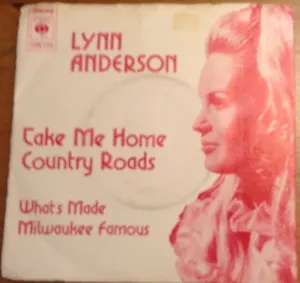 LYNN
ANDERSON
Take Me Home
Country Roads
What's Made
Milwaukee Famous